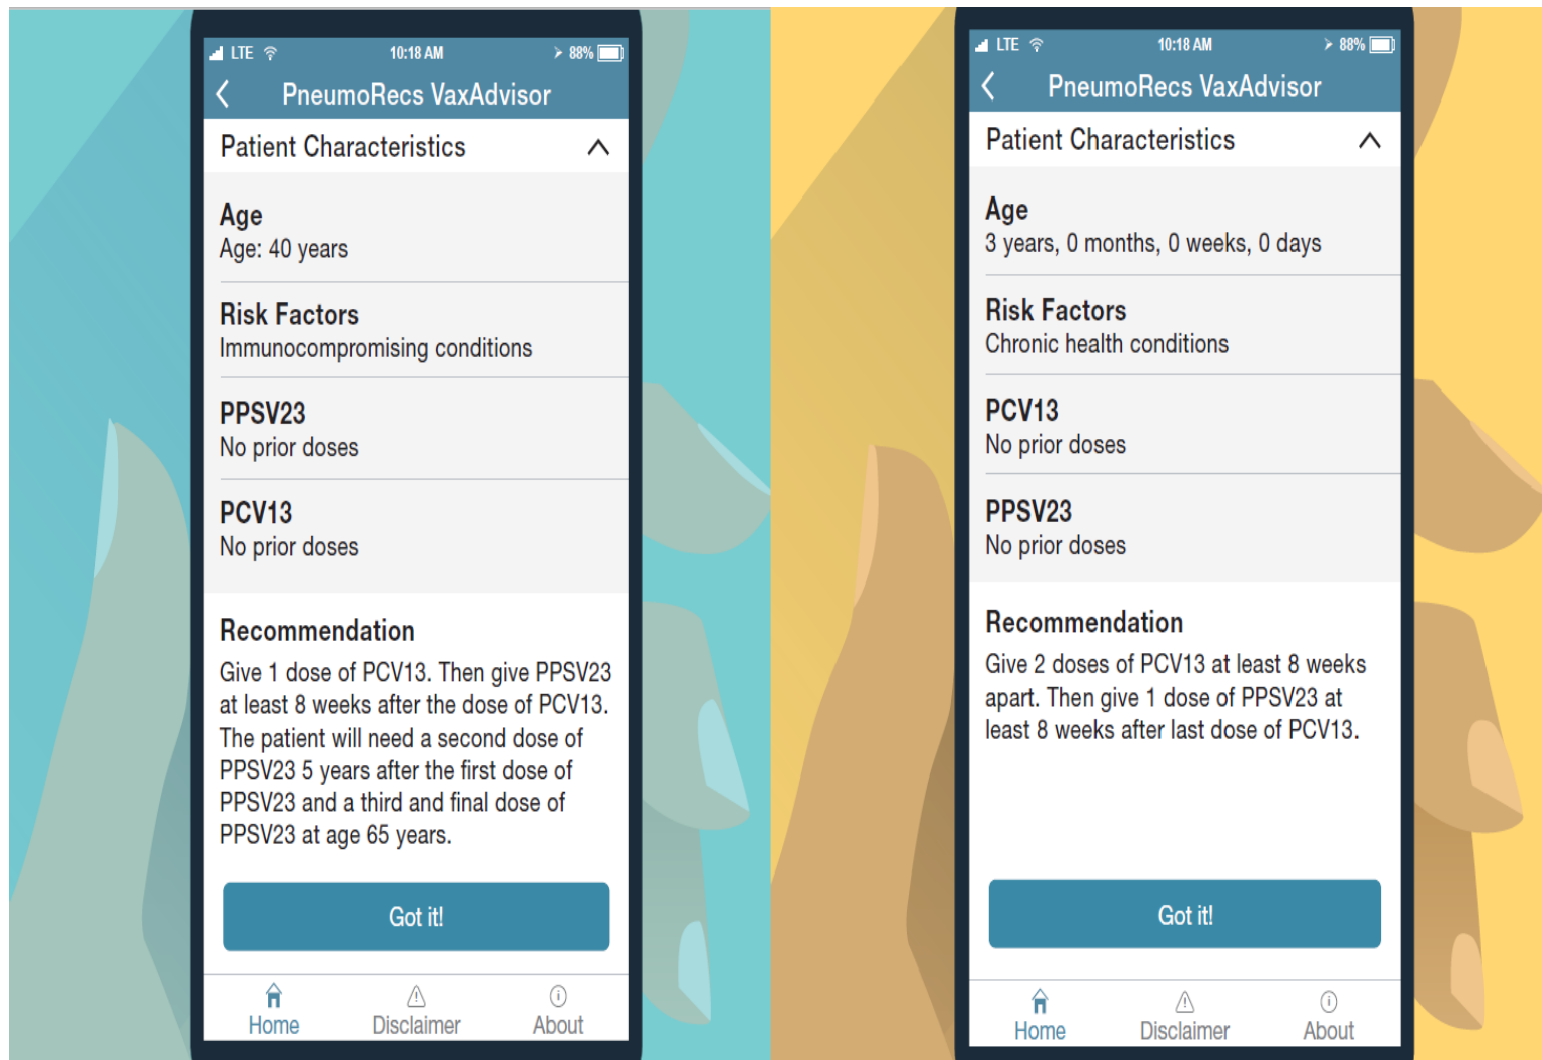 LTE 10:18 AM 88%
PneumoRecs VaxAdvisor
Patient Characteristics
Age
Age: 40 years
Risk Factors
Immunocompromising conditions
PPSV23
No prior doses
PCV13
No prior doses
Recommendation
Give 1 dose of PCV13. Then give PPSV23
at least 8 weeks after the dose of PCV13.
The patient will need a second dose of
PPSV23 5 years after the first dose of
PPSV23 and a third and final dose of
PPSV23 at age 65 years.
Got it!
Home Disclaimer About
LTE 10:18 AM 88%
PneumoRecs VaxAdvisor
Patient Characteristics
Age
3 years, 0 months, 0 weeks, 0 days
Risk Factors
Chronic health conditions
PCV13
No prior doses
PPSV23
No prior doses
Recommendation
Give 2 doses of PCV13 at least 8 weeks
apart. Then give 1 dose of PPSV23 at
least 8 weeks after last dose of PCV13.
Got it!
Home Disclaimer About